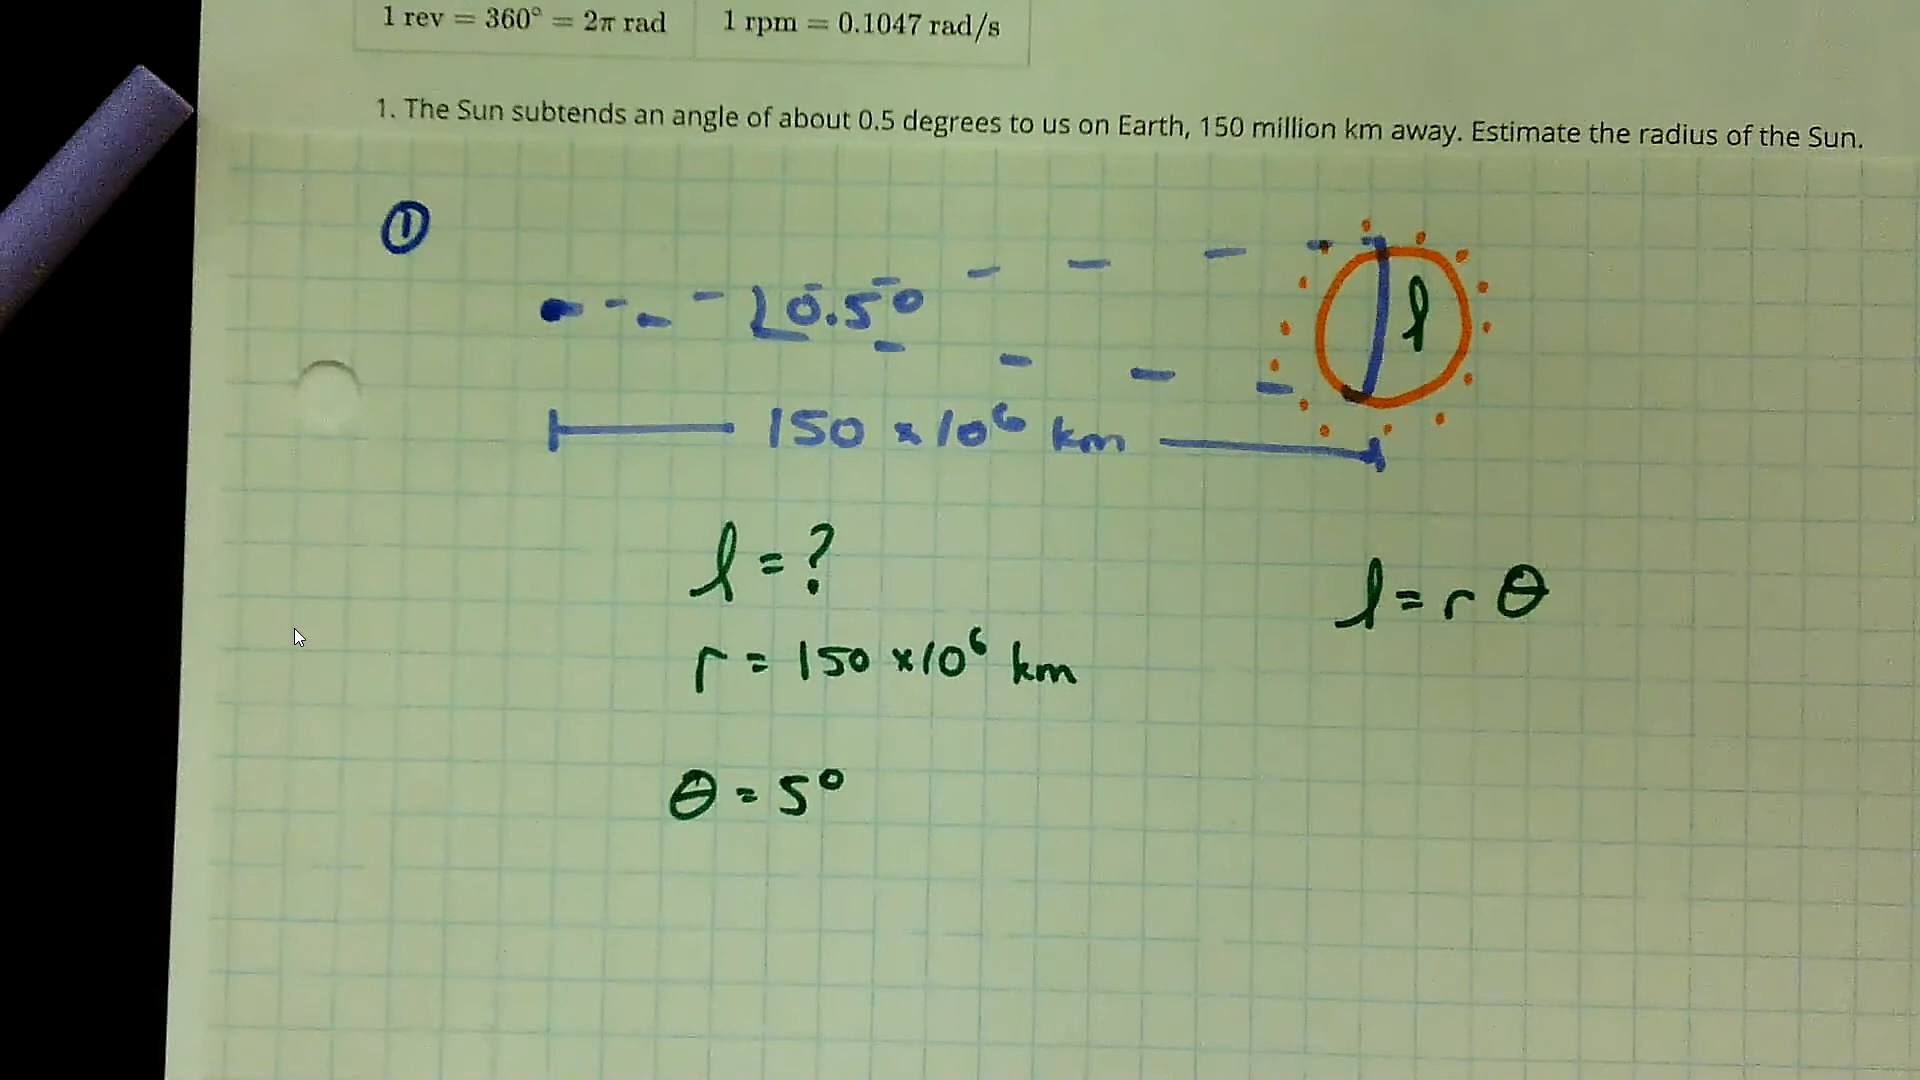 1 rev = 360° = 2π rad 1 rpm = 0.1047 rad/s
1. The Sun subtends an angle of about 0.5 degrees to us on Earth, 150 million km away. Estimate the radius of the Sun.
①
∠0.5°
l
150 × 10⁶ km
l = ?
l = r θ
r = 150 × 10⁶ km
θ = 5°